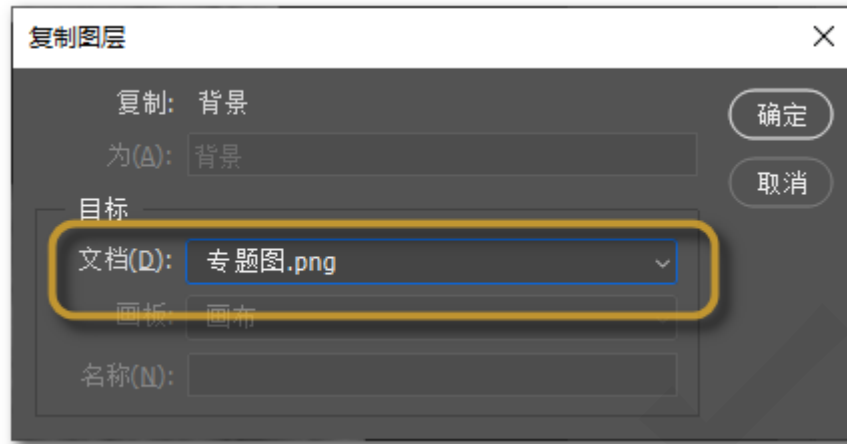 复制图层
复制: 背景
确定
为(A): 背景
取消
目标
文档(D): 专题图.png
画板: 画布
名称(N):